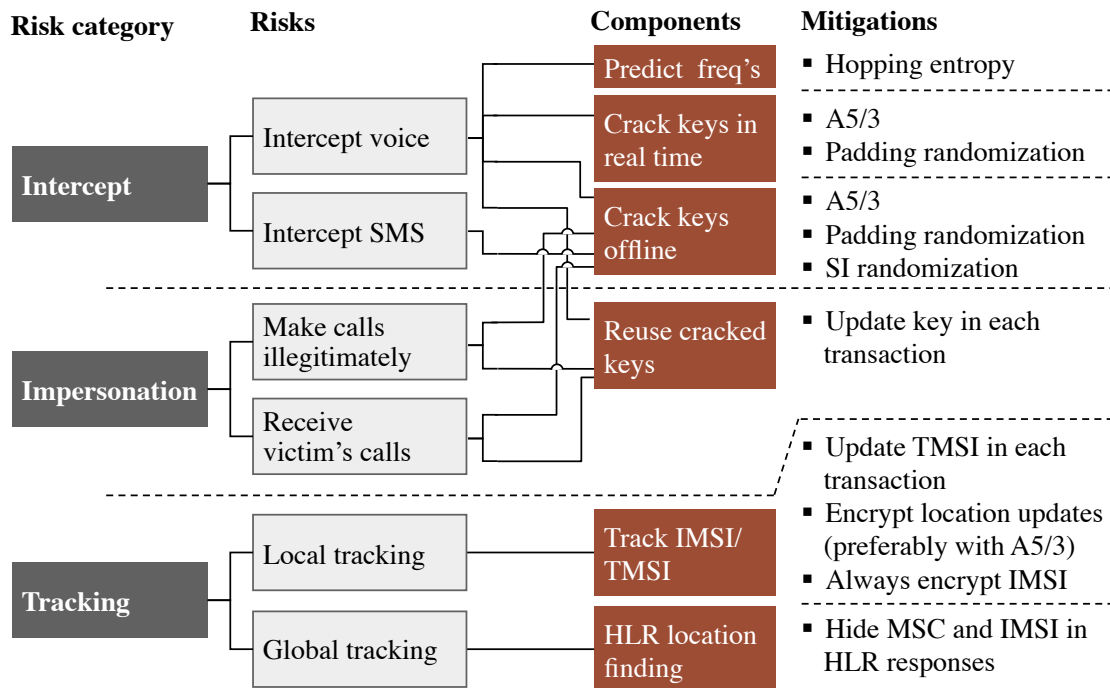 Risk category
Risks
Components
Mitigations
Intercept
Intercept voice
Intercept SMS
Predict freq's
Crack keys in
real time
Crack keys
offline
▪ Hopping entropy
▪ A5/3
▪ Padding randomization
▪ A5/3
▪ Padding randomization
▪ SI randomization
Impersonation
Make calls
illegitimately
Receive
victim's calls
Reuse cracked
keys
▪ Update key in each
transaction
Tracking
Local tracking
Global tracking
Track IMSI/
TMSI
HLR location
finding
▪ Update TMSI in each
transaction
▪ Encrypt location updates
(preferably with A5/3)
▪ Always encrypt IMSI
▪ Hide MSC and IMSI in
HLR responses